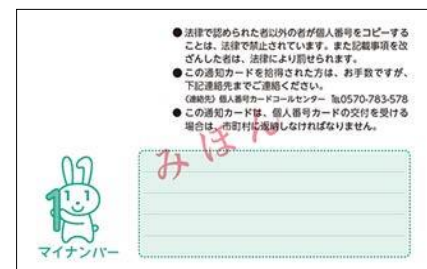 ●法律で認められた者以外の者が個人番号をコピーする
ことは、法律で禁止されています。また記載事項を改
ざんした者は、法律により罰せられます。
●この通知カードを拾得された方は、お手数ですが、
下記連絡先までご連絡ください。
〈連絡先〉個人番号カードコールセンター ℡0570-783-578
●この通知カードは、個人番号カードの交付を受ける
場合は、市町村に返納しなければなりません。
みほん
1
マイナンバー